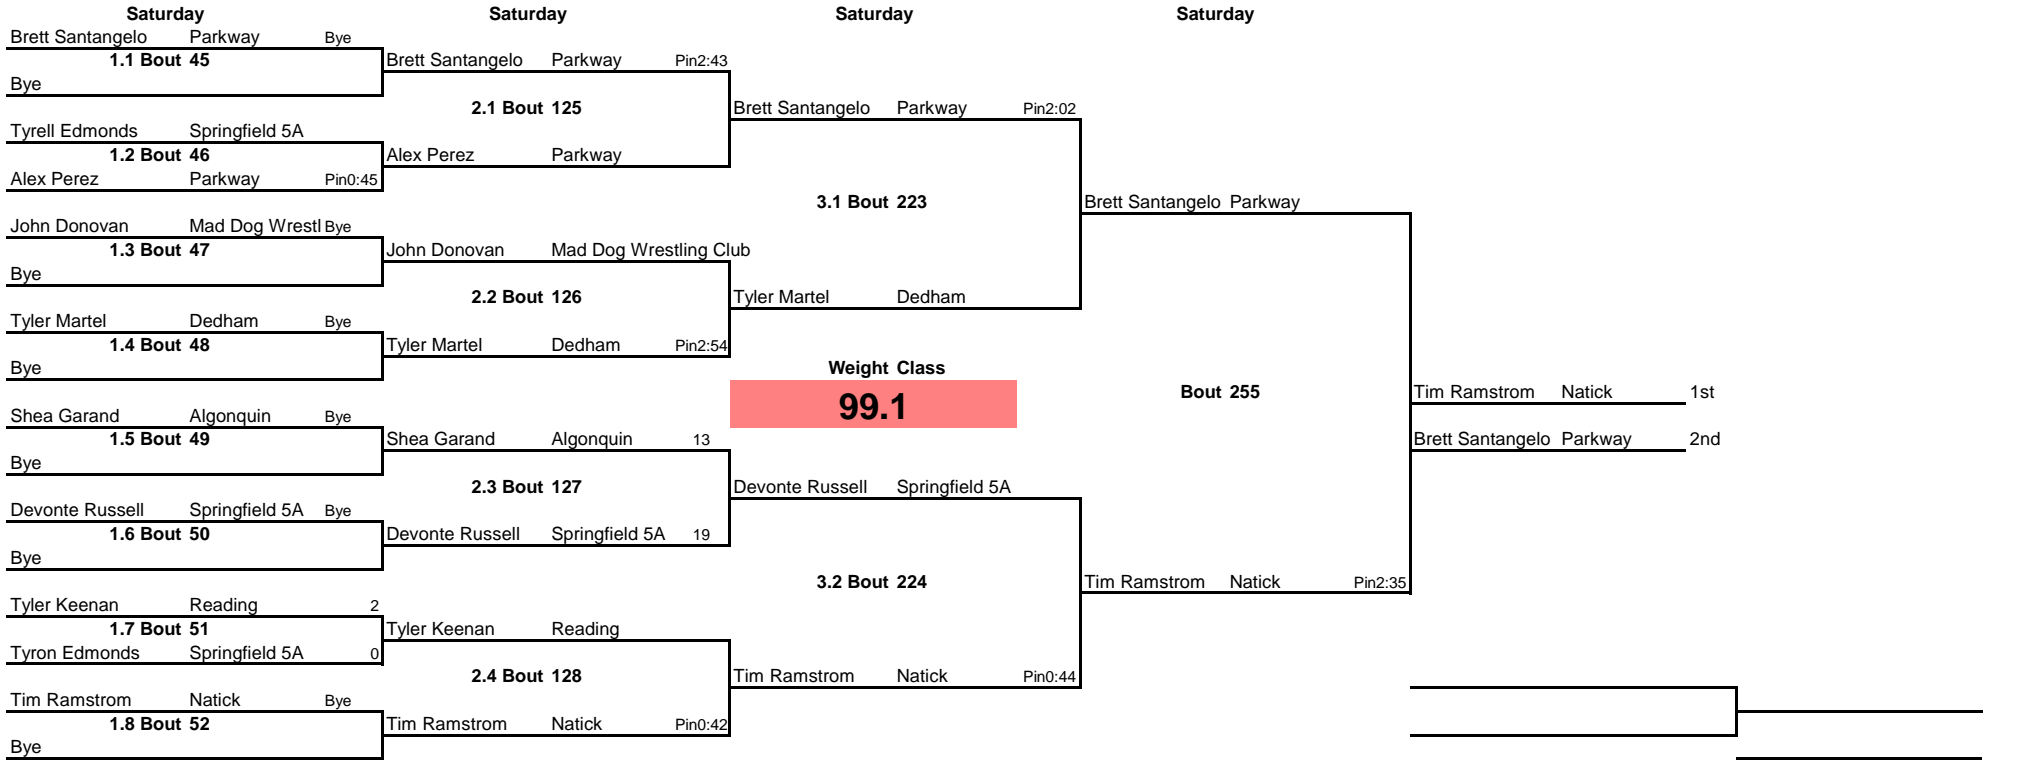 Saturday Saturday Saturday Saturday
Brett Santangelo Parkway Bye
1.1 Bout 45 Brett Santangelo Parkway Pin2:43
Bye
2.1 Bout 125 Brett Santangelo Parkway Pin2:02
Tyrell Edmonds Springfield 5A
1.2 Bout 46 Alex Perez Parkway
Alex Perez Parkway Pin0:45
3.1 Bout 223 Brett Santangelo Parkway
John Donovan Mad Dog Wrestl Bye
1.3 Bout 47 John Donovan Mad Dog Wrestling Club
Bye
2.2 Bout 126 Tyler Martel Dedham
Tyler Martel Dedham Bye
1.4 Bout 48 Tyler Martel Dedham Pin2:54
Bye Weight Class
Bout 255 Tim Ramstrom Natick 1st
99.1
Shea Garand Algonquin Bye
1.5 Bout 49 Shea Garand Algonquin 13 Brett Santangelo Parkway 2nd
Bye
2.3 Bout 127 Devonte Russell Springfield 5A
Devonte Russell Springfield 5A Bye
1.6 Bout 50 Devonte Russell Springfield 5A 19
Bye
3.2 Bout 224 Tim Ramstrom Natick Pin2:35
Tyler Keenan Reading 2
1.7 Bout 51 Tyler Keenan Reading
Tyron Edmonds Springfield 5A 0
2.4 Bout 128 Tim Ramstrom Natick Pin0:44
Tim Ramstrom Natick Bye
1.8 Bout 52 Tim Ramstrom Natick Pin0:42
Bye